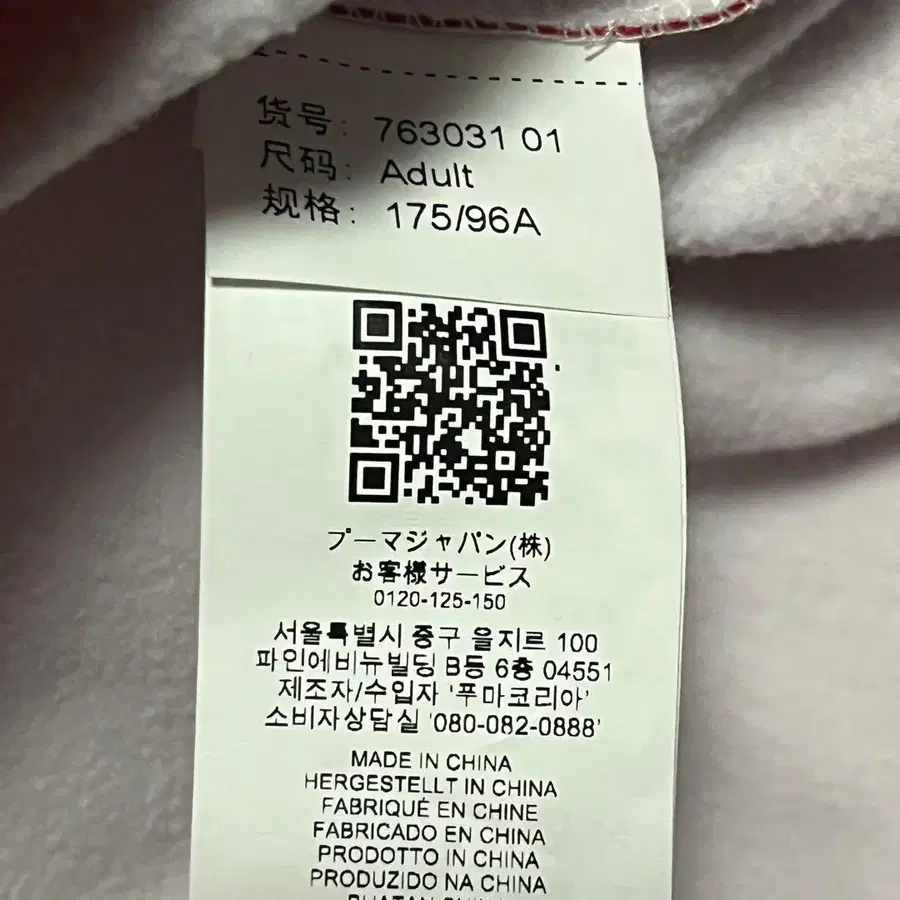 货号: 763031 01
尺码: Adult
规格: 175/96A
プーマジャパン(株)
お客様サービス
0120-125-150
서울특별시 중구 을지르 100
파인에비뉴빌딩 B등 6층 04551
제조자/수입자 '푸마코리아'
소비자상담실 '080-082-0888'
MADE IN CHINA
HERGESTELLT IN CHINA
FABRIQUÉ EN CHINE
FABRICADO EN CHINA
PRODOTTO IN CHINA
PRODUZIDO NA CHINA